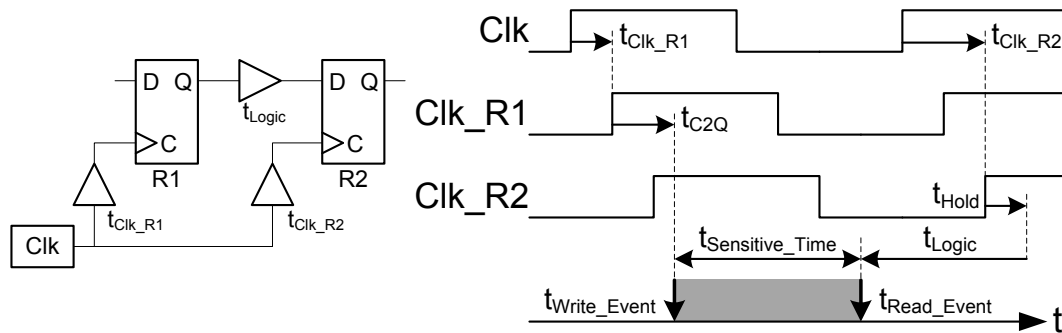 D Q
C
R1
t_Logic
D Q
C
R2
t_Clk_R1
t_Clk_R2
Clk
Clk
t_Clk_R1
t_Clk_R2
Clk_R1
t_C2Q
Clk_R2
t_Hold
t_Sensitive_Time
t_Logic
t_Write_Event
t_Read_Event
t